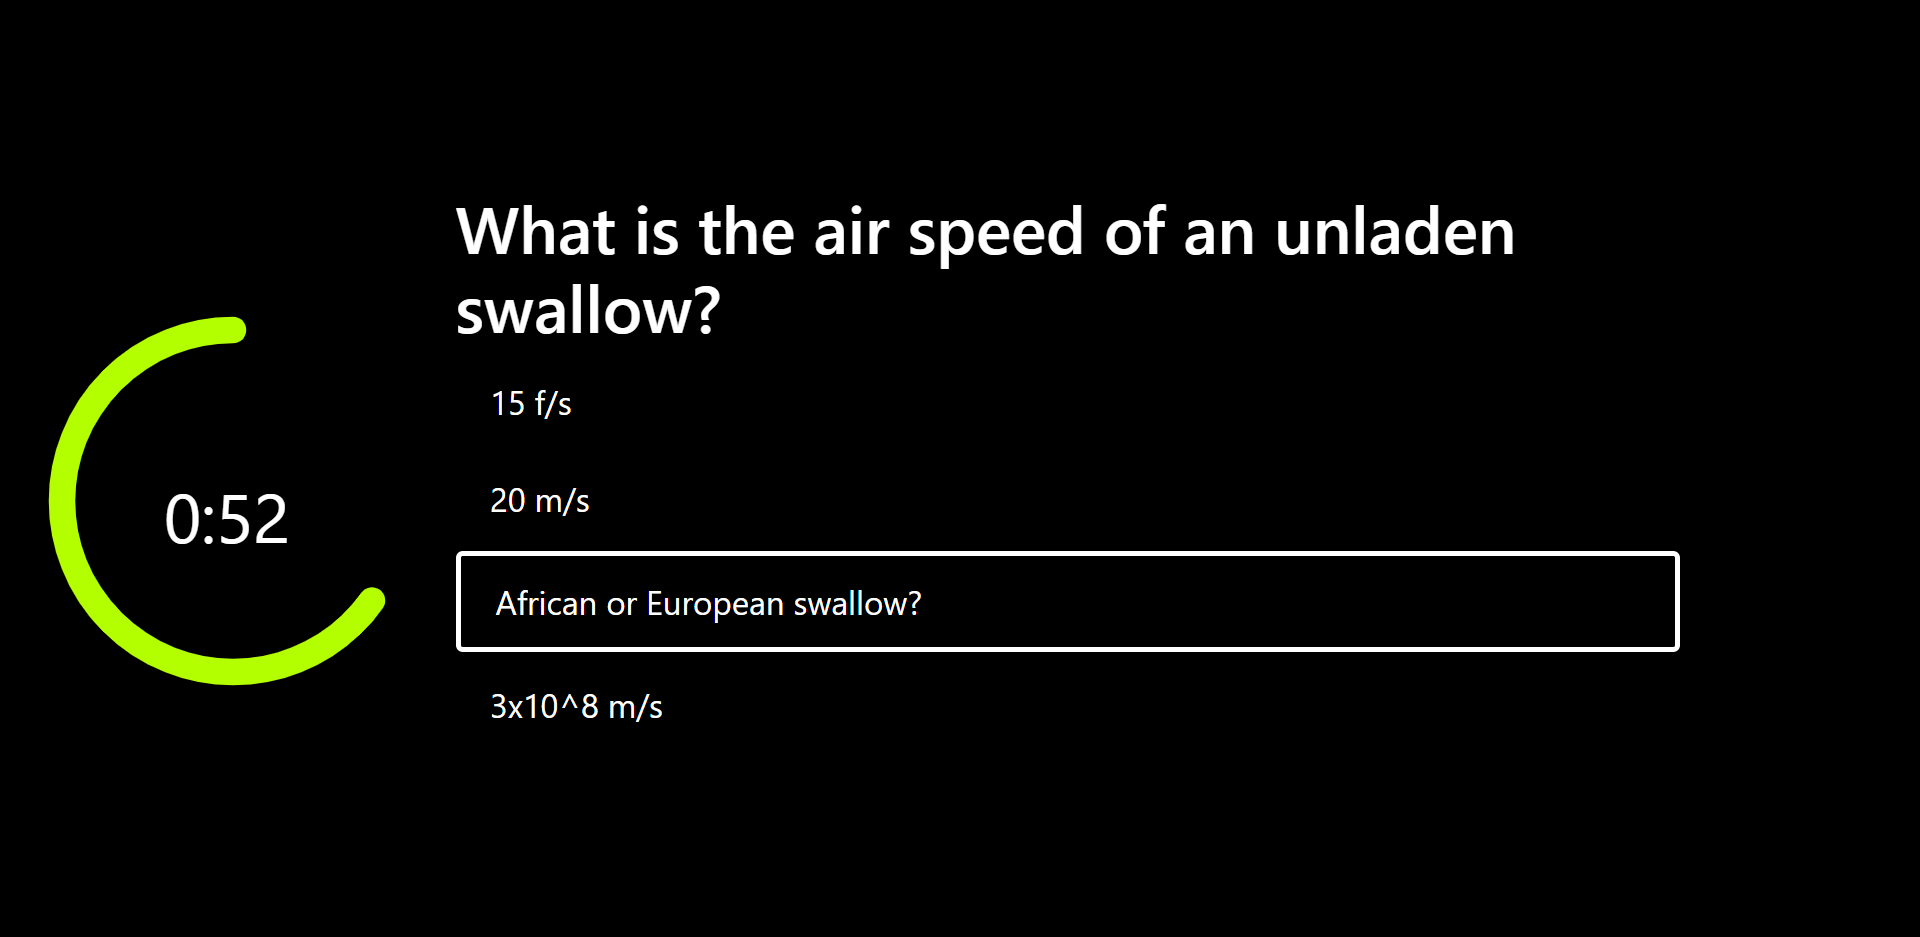 What is the air speed of an unladen
swallow?
15 f/s
20 m/s
0:52
African or European swallow?
3x10^8 m/s